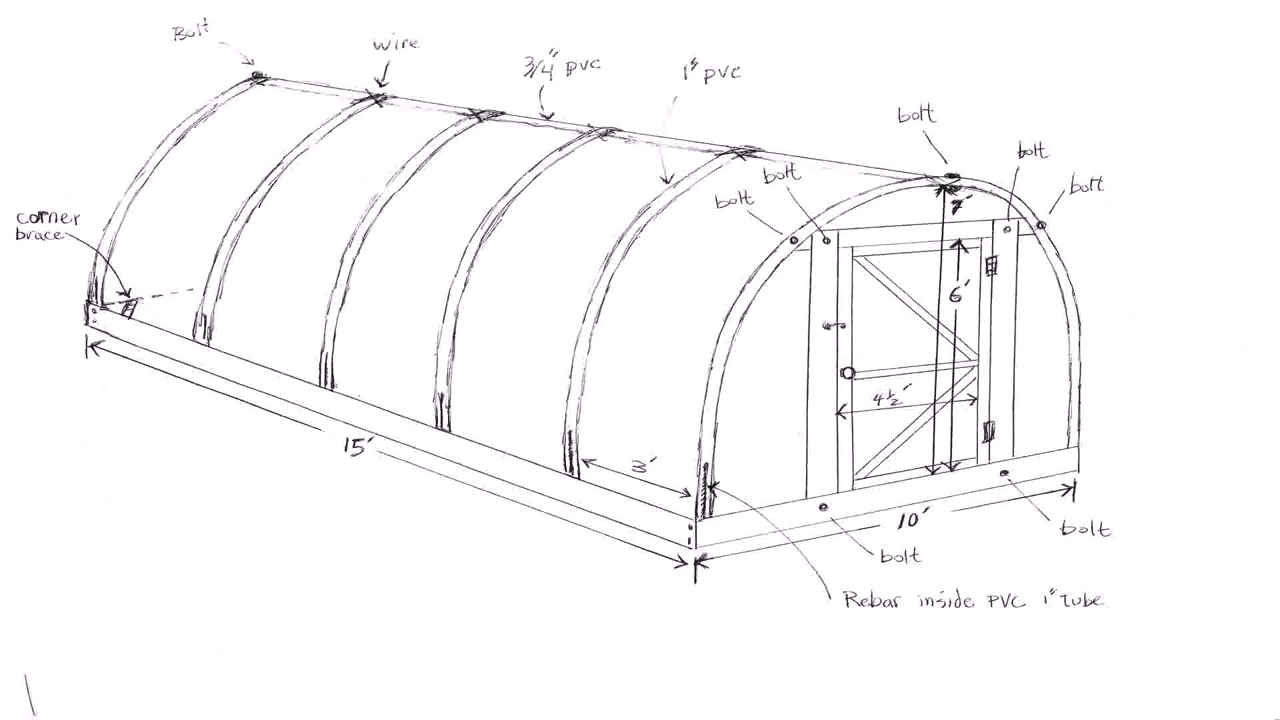 Bolt
wire
3/4" PVC
1" PVC
bolt
bolt
bolt
bolt
bolt
corner
brace
7'
6'
4½'
15'
3'
10'
bolt
bolt
Rebar inside PVC 1" tube